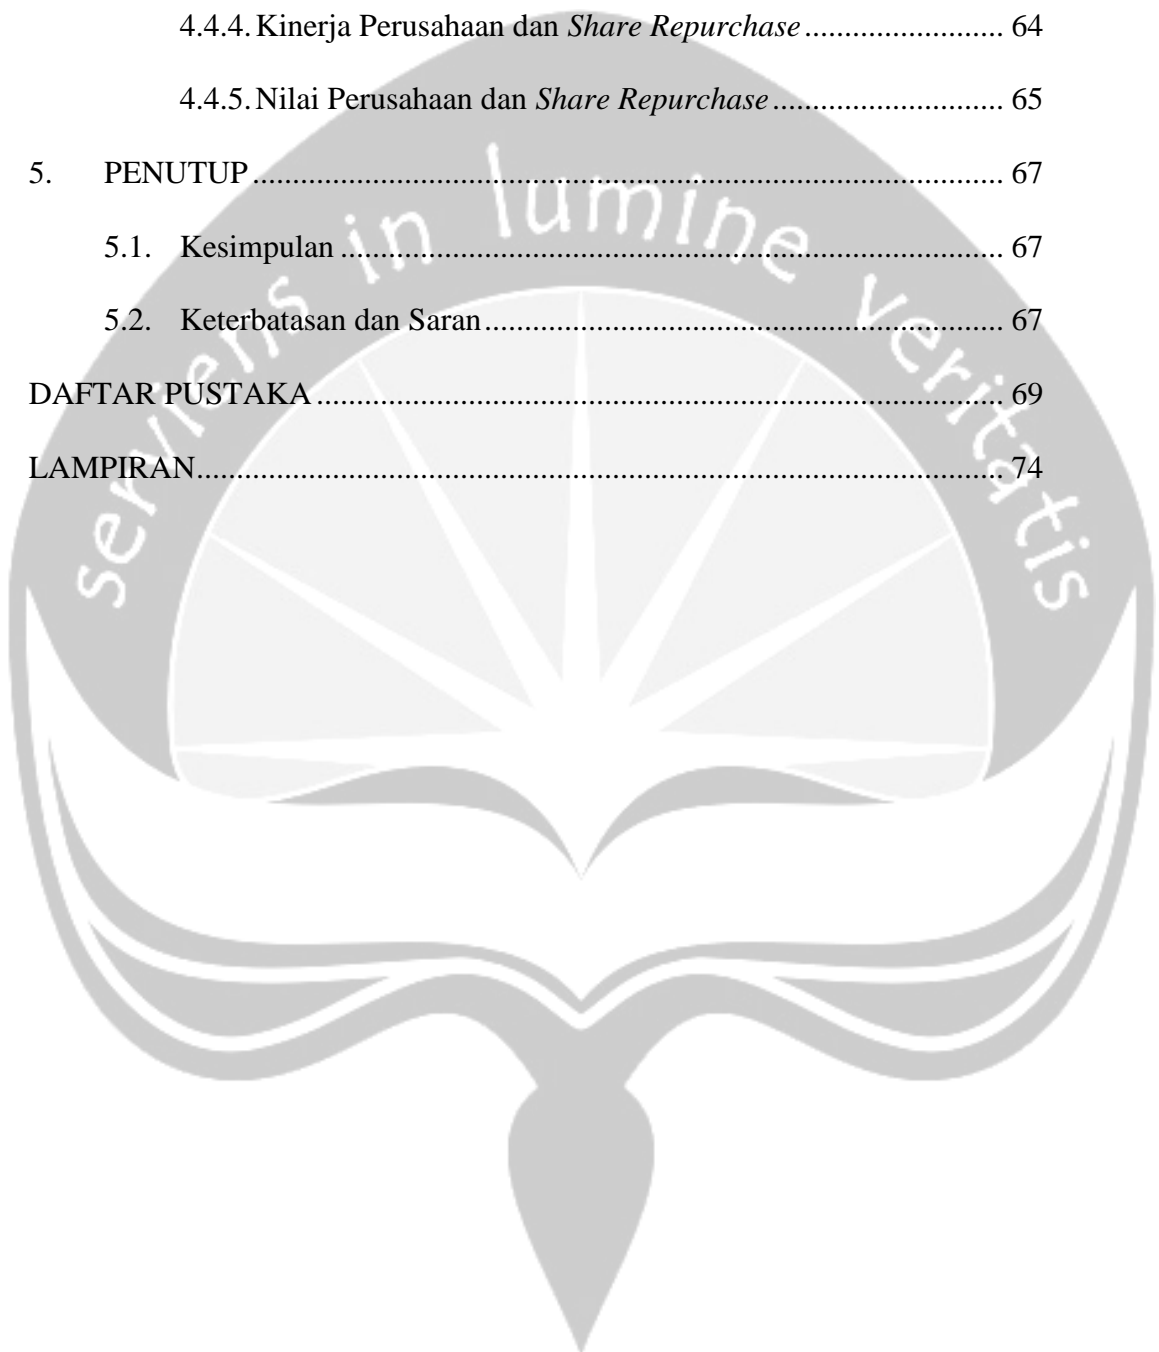 4.4.4. Kinerja Perusahaan dan Share Repurchase ......................... 64
4.4.5. Nilai Perusahaan dan Share Repurchase ............................. 65
5. PENUTUP .............................................................................................. 67
5.1. Kesimpulan ................................................................................... 67
5.2. Keterbatasan dan Saran ................................................................. 67
DAFTAR PUSTAKA ...................................................................................... 69
LAMPIRAN..................................................................................................... 74
serviens in lumine veritatis